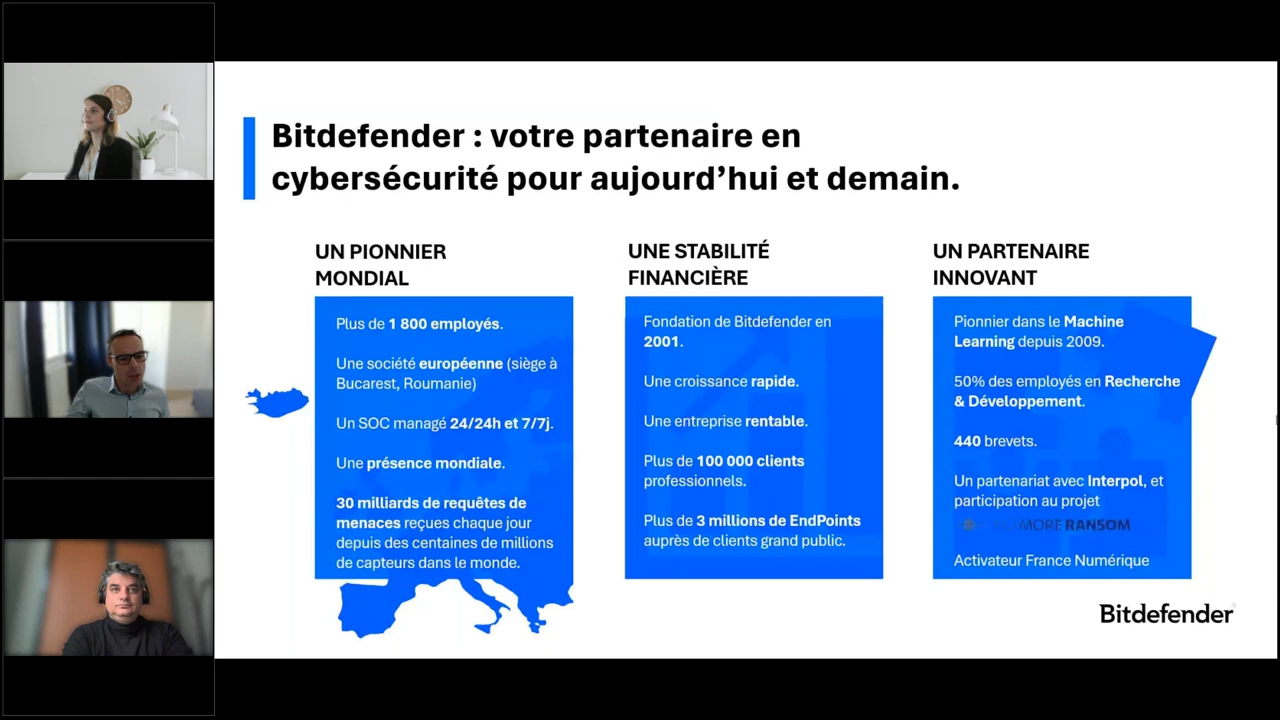 Bitdefender : votre partenaire en
cybersécurité pour aujourd’hui et demain.
UN PIONNIER
MONDIAL
Plus de 1 800 employés.
Une société européenne (siège à
Bucarest, Roumanie)
Un SOC managé 24/24h et 7/7j.
Une présence mondiale.
30 milliards de requêtes de
menaces reçues chaque jour
depuis des centaines de millions
de capteurs dans le monde.
UNE STABILITÉ
FINANCIÈRE
Fondation de Bitdefender en
2001.
Une croissance rapide.
Une entreprise rentable.
Plus de 100 000 clients
professionnels.
Plus de 3 millions de EndPoints
auprès de clients grand public.
UN PARTENAIRE
INNOVANT
Pionnier dans le Machine
Learning depuis 2009.
50% des employés en Recherche
& Développement.
440 brevets.
Un partenariat avec Interpol, et
participation au projet
MORE RANSOM
Activateur France Numérique
Bitdefender